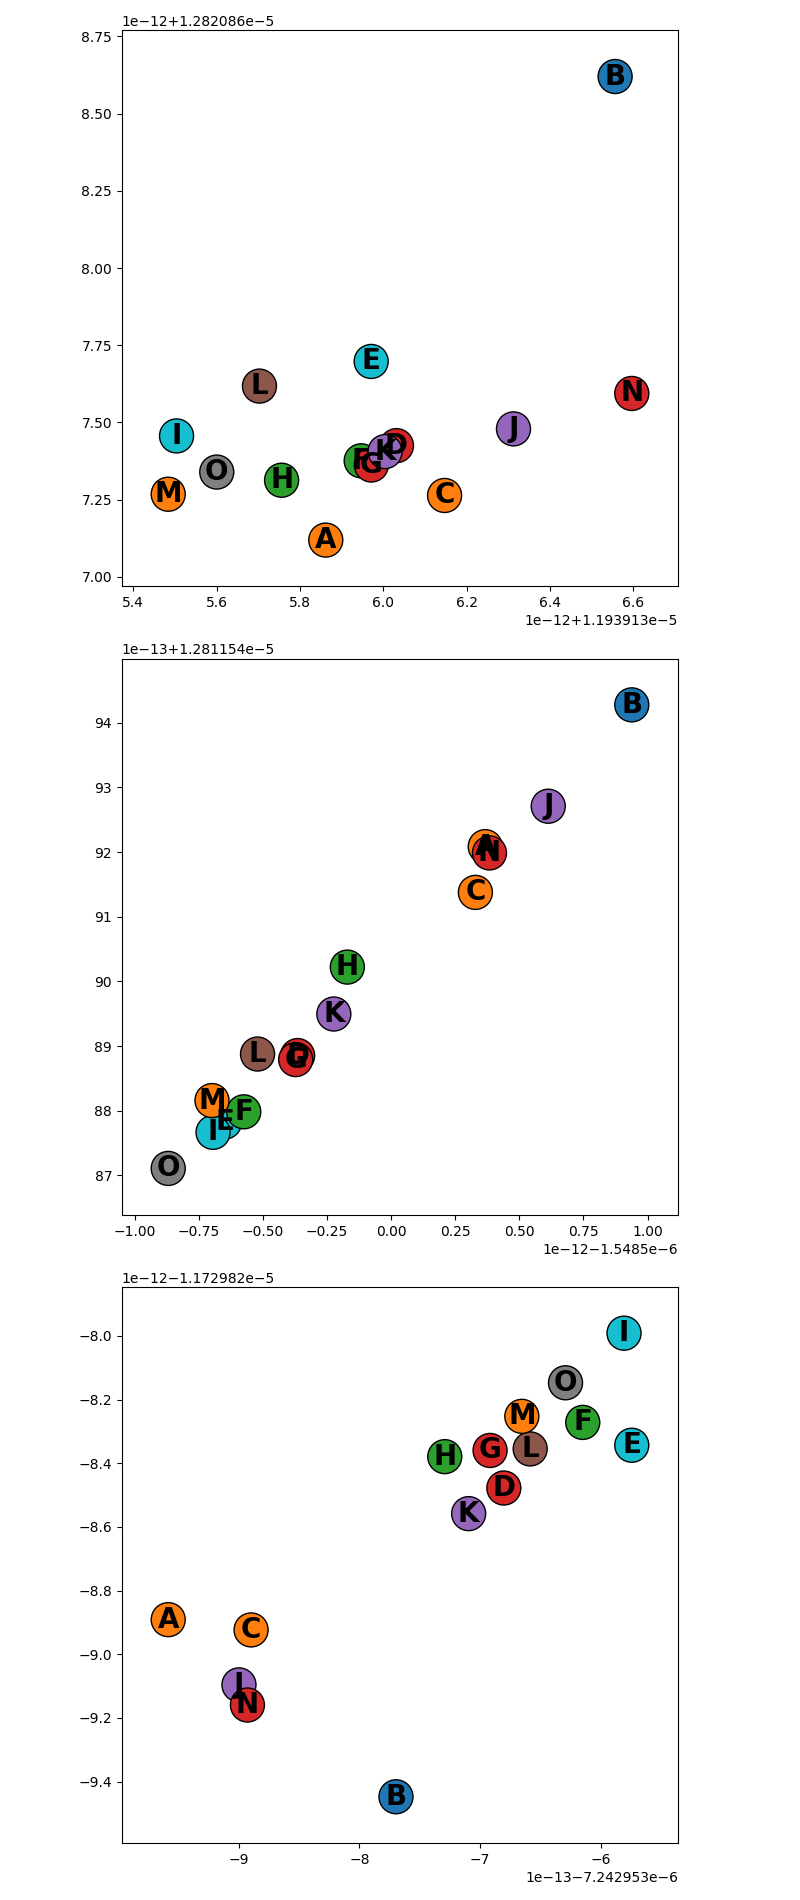 1e−12+1.282086e−5
8.75
B
8.50
8.25
8.00
7.75
E
L
N
7.50
I
J
D
K
F
G
O
H
M
C
7.25
A
7.00
5.4 5.6 5.8 6.0 6.2 6.4 6.6
1e−12+1.193913e−5
1e−13+1.281154e−5
B
94
93
J
A
N
92
C
91
H
90
K
89
L
G
M
F
E
88
I
O
87
−1.00 −0.75 −0.50 −0.25 0.00 0.25 0.50 0.75 1.00
1e−12−1.5485e−6
1e−12−1.172982e−5
−8.0
I
O
−8.2
M
F
E
G
L
H
−8.4
D
K
−8.6
−8.8
A
C
−9.0
J
N
−9.2
−9.4
B
−9 −8 −7 −6
1e−13−7.242953e−6